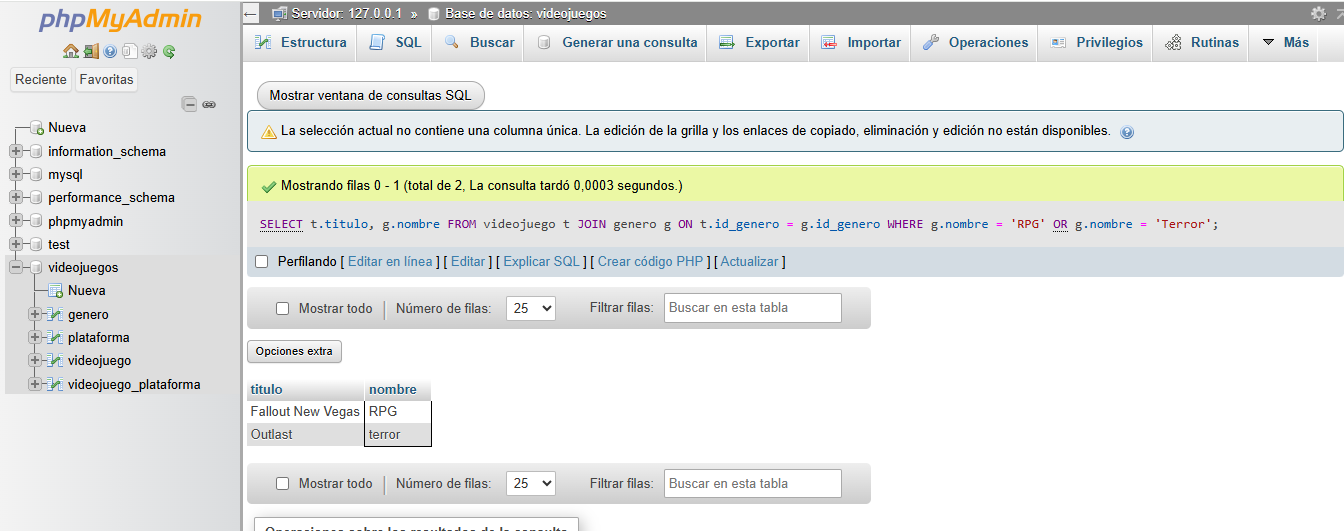 phpMyAdmin
Reciente Favoritas
Nueva
information_schema
mysql
performance_schema
phpmyadmin
test
videojuegos
Nueva
genero
plataforma
videojuego
videojuego_plataforma
Servidor: 127.0.0.1 » Base de datos: videojuegos
Estructura SQL Buscar Generar una consulta Exportar Importar Operaciones Privilegios Rutinas Más
Mostrar ventana de consultas SQL
La selección actual no contiene una columna única. La edición de la grilla y los enlaces de copiado, eliminación y edición no están disponibles.
Mostrando filas 0 - 1 (total de 2, La consulta tardó 0,0003 segundos.)
SELECT t.titulo, g.nombre FROM videojuego t JOIN genero g ON t.id_genero = g.id_genero WHERE g.nombre = 'RPG' OR g.nombre = 'Terror';
Perfilando [ Editar en línea ] [ Editar ] [ Explicar SQL ] [ Crear código PHP ] [ Actualizar ]
Mostrar todo | Número de filas: 25 Filtrar filas: Buscar en esta tabla
Opciones extra
titulo nombre
Fallout New Vegas RPG
Outlast terror
Mostrar todo | Número de filas: 25 Filtrar filas: Buscar en esta tabla
Operaciones sobre los resultados de la consulta